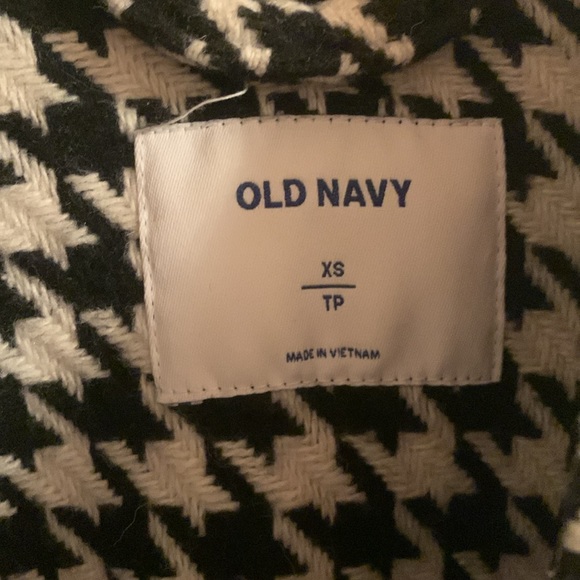 OLD NAVY
XS
TP
MADE IN VIETNAM